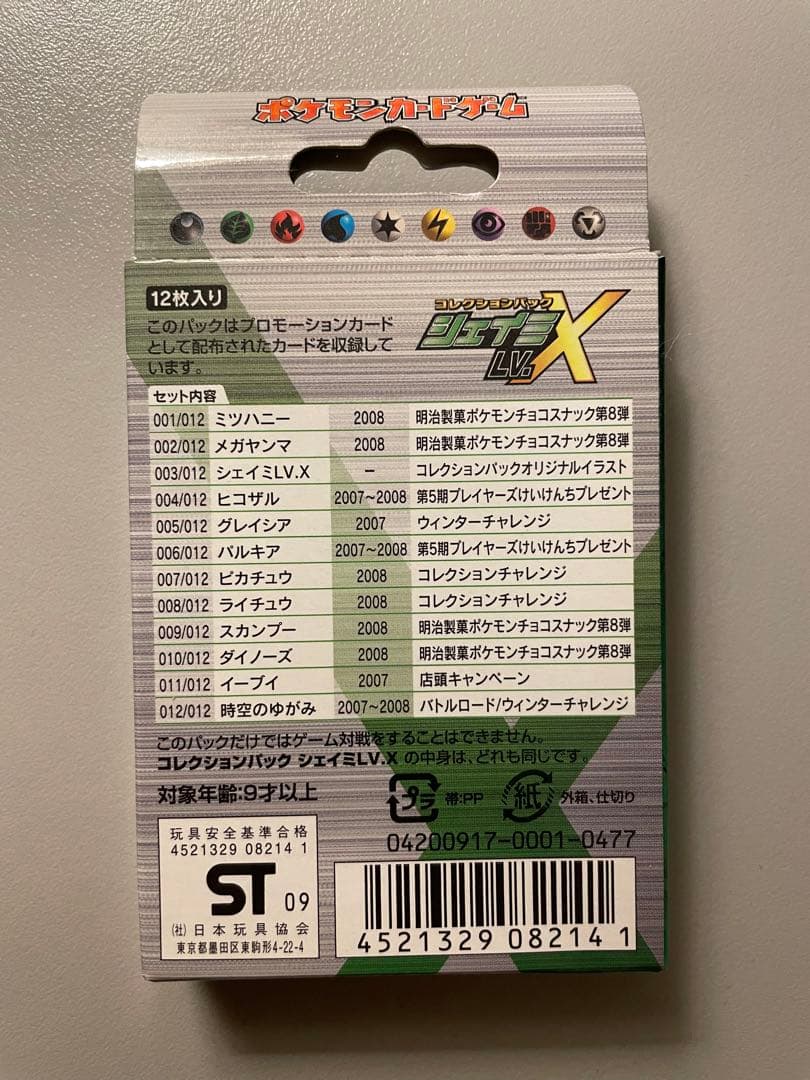 ポケモンカードゲーム
12枚入り
このパックはプロモーションカード
として配布されたカードを収録して
います。
コレクションパック
シェイミ
LV.X
セット内容
001/012 ミツハニー 2008 明治製菓ポケモンチョコスナック第8弾
002/012 メガヤンマ 2008 明治製菓ポケモンチョコスナック第8弾
003/012 シェイミLV.X － コレクションパックオリジナルイラスト
004/012 ヒコザル 2007~2008 第5期プレイヤーズけいけんちプレゼント
005/012 グレイシア 2007 ウィンターチャレンジ
006/012 パルキア 2007~2008 第5期プレイヤーズけいけんちプレゼント
007/012 ピカチュウ 2008 コレクションチャレンジ
008/012 ライチュウ 2008 コレクションチャレンジ
009/012 スカンプー 2008 明治製菓ポケモンチョコスナック第8弾
010/012 ダイノーズ 2008 明治製菓ポケモンチョコスナック第8弾
011/012 イーブイ 2007 店頭キャンペーン
012/012 時空のゆがみ 2007~2008 バトルロード/ウィンターチャレンジ
このパックだけではゲーム対戦をすることはできません。
コレクションパック シェイミLV.X の中身は、どれも同じです。
対象年齢:9才以上
プラ 帯:PP 紙 外箱、仕切り
04200917-0001-0477
玩具安全基準合格
4521329 08214 1
ST 09
(社)日本玩具協会
東京都墨田区東駒形4-22-4
4521329 082141